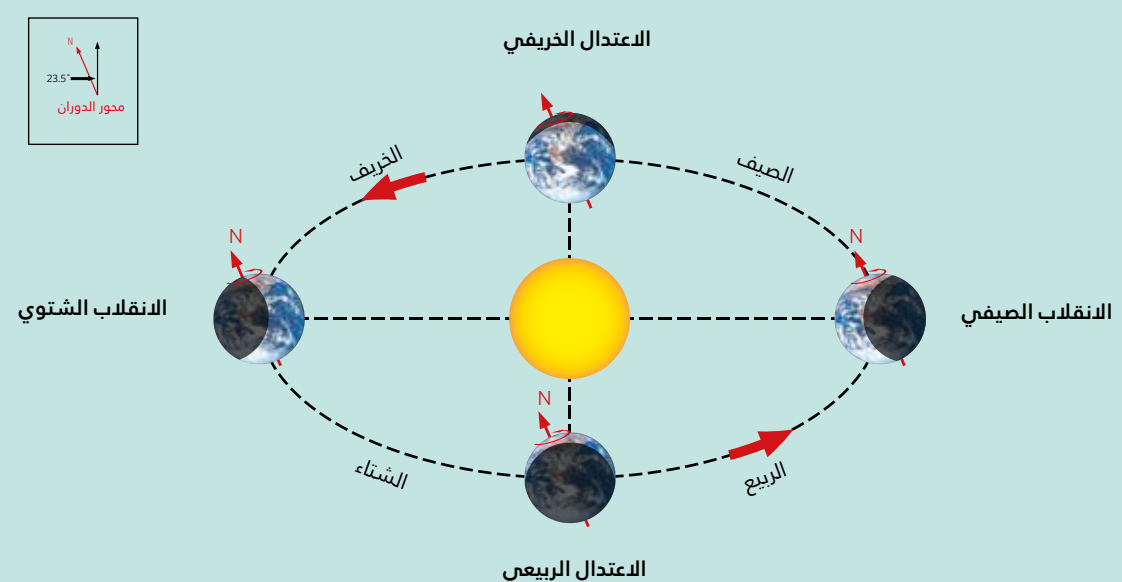 N
23.5°
محور الدوران
الاعتدال الخريفي
الخريف
الصيف
N
N
الانقلاب الشتوي
الانقلاب الصيفي
N
الشتاء
الربيع
الاعتدال الربيعي